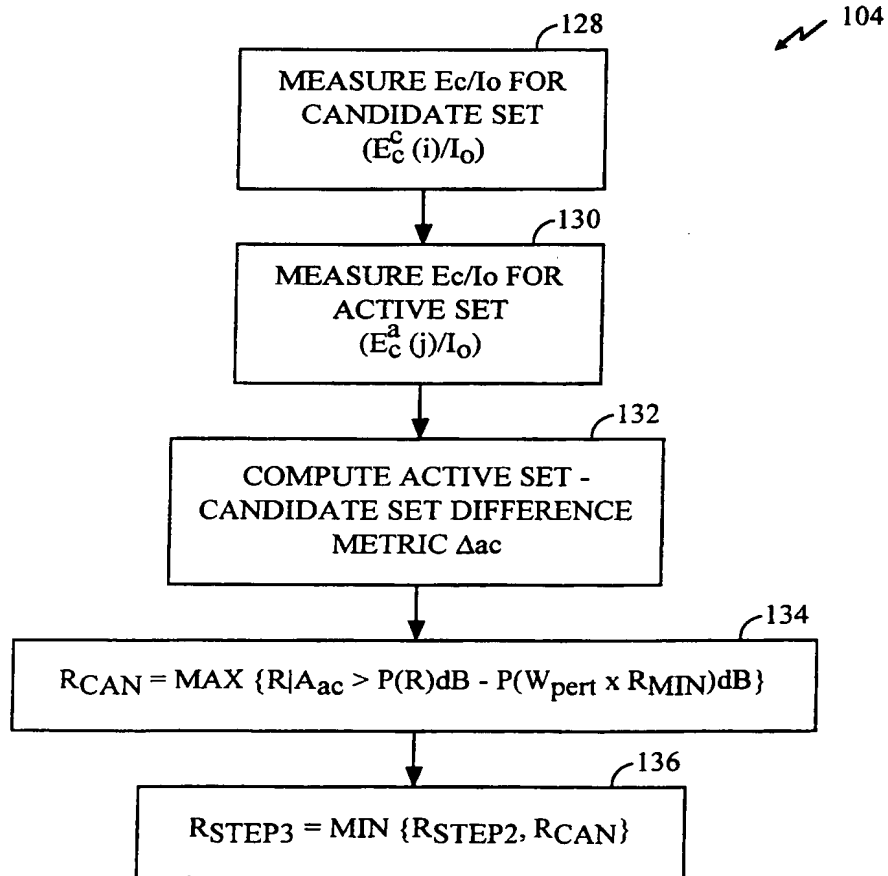 104
128
MEASURE Ec/Io FOR
CANDIDATE SET
(E_c^c (i)/I_o)
130
MEASURE Ec/Io FOR
ACTIVE SET
(E_c^a (j)/I_o)
132
COMPUTE ACTIVE SET -
CANDIDATE SET DIFFERENCE
METRIC Δac
134
R_CAN = MAX {R|A_ac > P(R)dB - P(W_pert x R_MIN)dB}
136
R_STEP3 = MIN {R_STEP2, R_CAN}